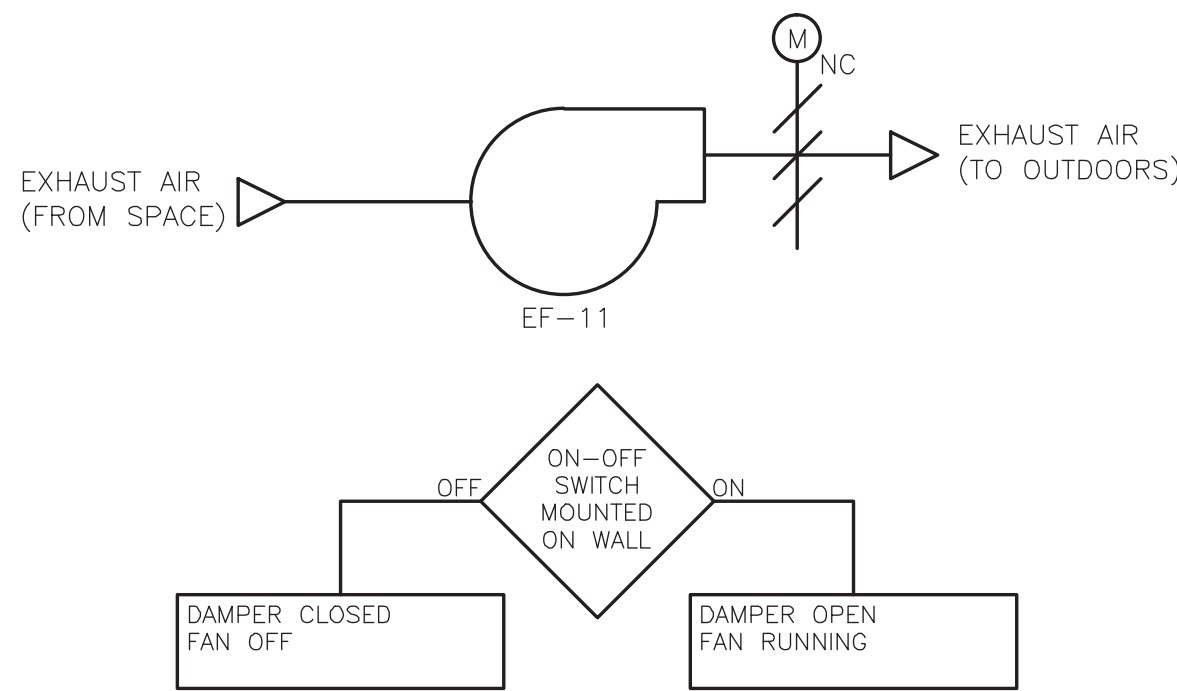 M
NC
EXHAUST AIR
(TO OUTDOORS)
EXHAUST AIR
(FROM SPACE)
EF-11
ON-OFF
SWITCH
MOUNTED
ON WALL
OFF
ON
DAMPER CLOSED
FAN OFF
DAMPER OPEN
FAN RUNNING